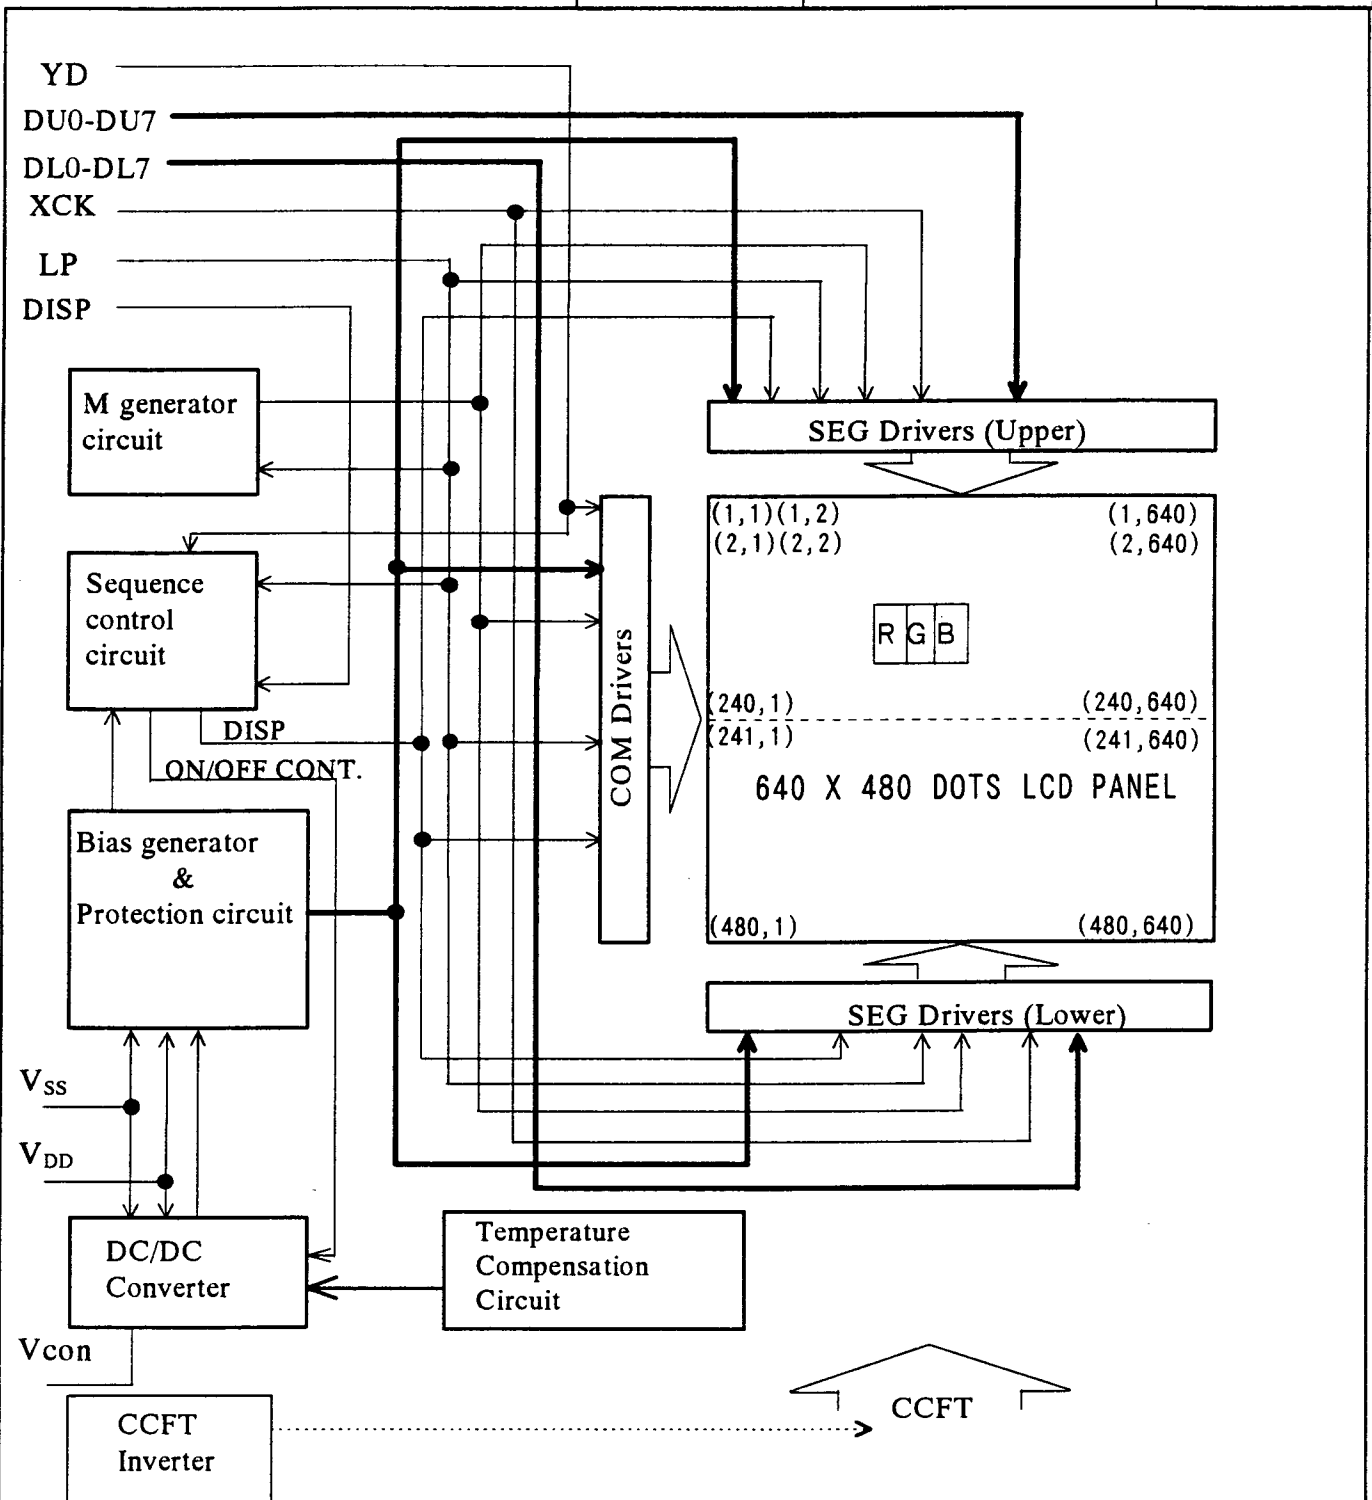 YD
DU0-DU7
DL0-DL7
XCK
LP
DISP
M generator
circuit
SEG Drivers (Upper)
(1,1)(1,2)
(1,640)
(2,1)(2,2)
(2,640)
Sequence
control
circuit
R G B
COM Drivers
(240,1)
(240,640)
DISP
(241,1)
(241,640)
ON/OFF CONT.
640 X 480 DOTS LCD PANEL
Bias generator
&
Protection circuit
(480,1)
(480,640)
SEG Drivers (Lower)
VSS
VDD
DC/DC
Converter
Temperature
Compensation
Circuit
Vcon
CCFT
CCFT
Inverter